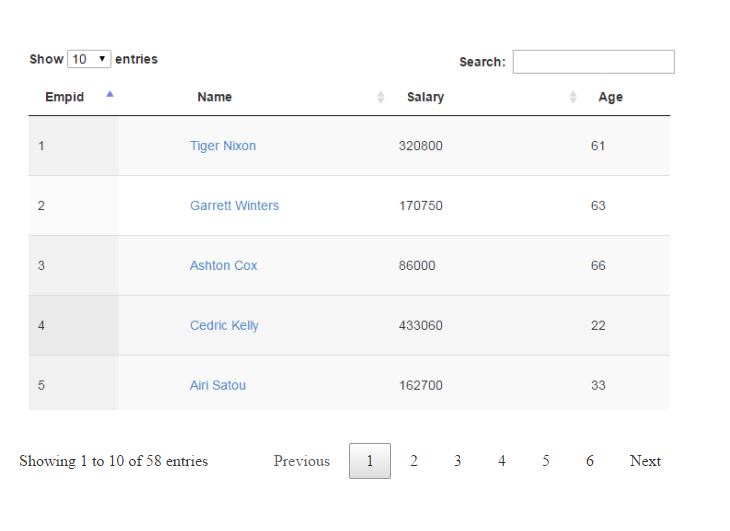 Show 10 entries Search:
Empid Name Salary Age
1 Tiger Nixon 320800 61
2 Garrett Winters 170750 63
3 Ashton Cox 86000 66
4 Cedric Kelly 433060 22
5 Airi Satou 162700 33
Showing 1 to 10 of 58 entries Previous 1 2 3 4 5 6 Next